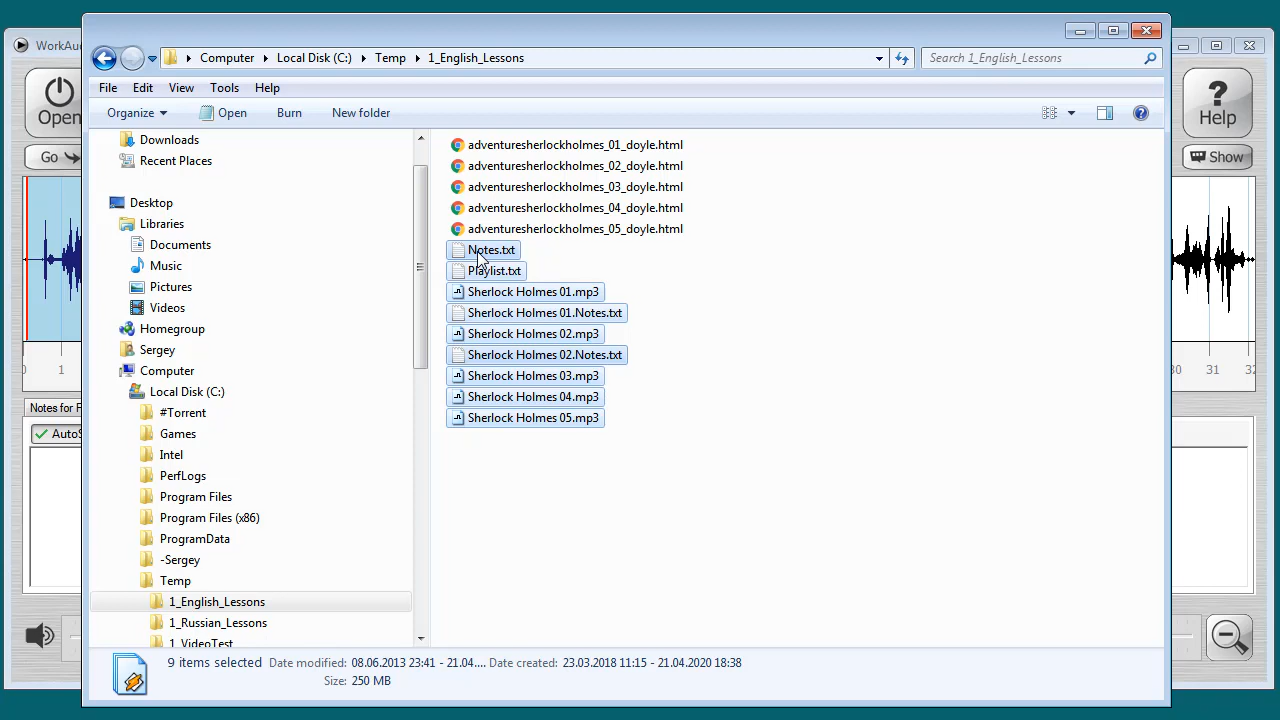 WorkAu
Computer Local Disk (C:) Temp 1_English_Lessons
Search 1_English_Lessons
File Edit View Tools Help
Organize Open Burn New folder
Open
Help
Go
Show
Downloads
Recent Places
Desktop
Libraries
Documents
Music
Pictures
Videos
Homegroup
Sergey
Computer
Local Disk (C:)
#Torrent
Games
Intel
PerfLogs
Program Files
Program Files (x86)
ProgramData
-Sergey
Temp
1_English_Lessons
1_Russian_Lessons
1_VideoTest
adventuresherlockholmes_01_doyle.html
adventuresherlockholmes_02_doyle.html
adventuresherlockholmes_03_doyle.html
adventuresherlockholmes_04_doyle.html
adventuresherlockholmes_05_doyle.html
Notes.txt
Playlist.txt
Sherlock Holmes 01.mp3
Sherlock Holmes 01.Notes.txt
Sherlock Holmes 02.mp3
Sherlock Holmes 02.Notes.txt
Sherlock Holmes 03.mp3
Sherlock Holmes 04.mp3
Sherlock Holmes 05.mp3
0 1
30 31 32
Notes for F
AutoS
9 items selected Date modified: 08.06.2013 23:41 - 21.04.... Date created: 23.03.2018 11:15 - 21.04.2020 18:38
Size: 250 MB